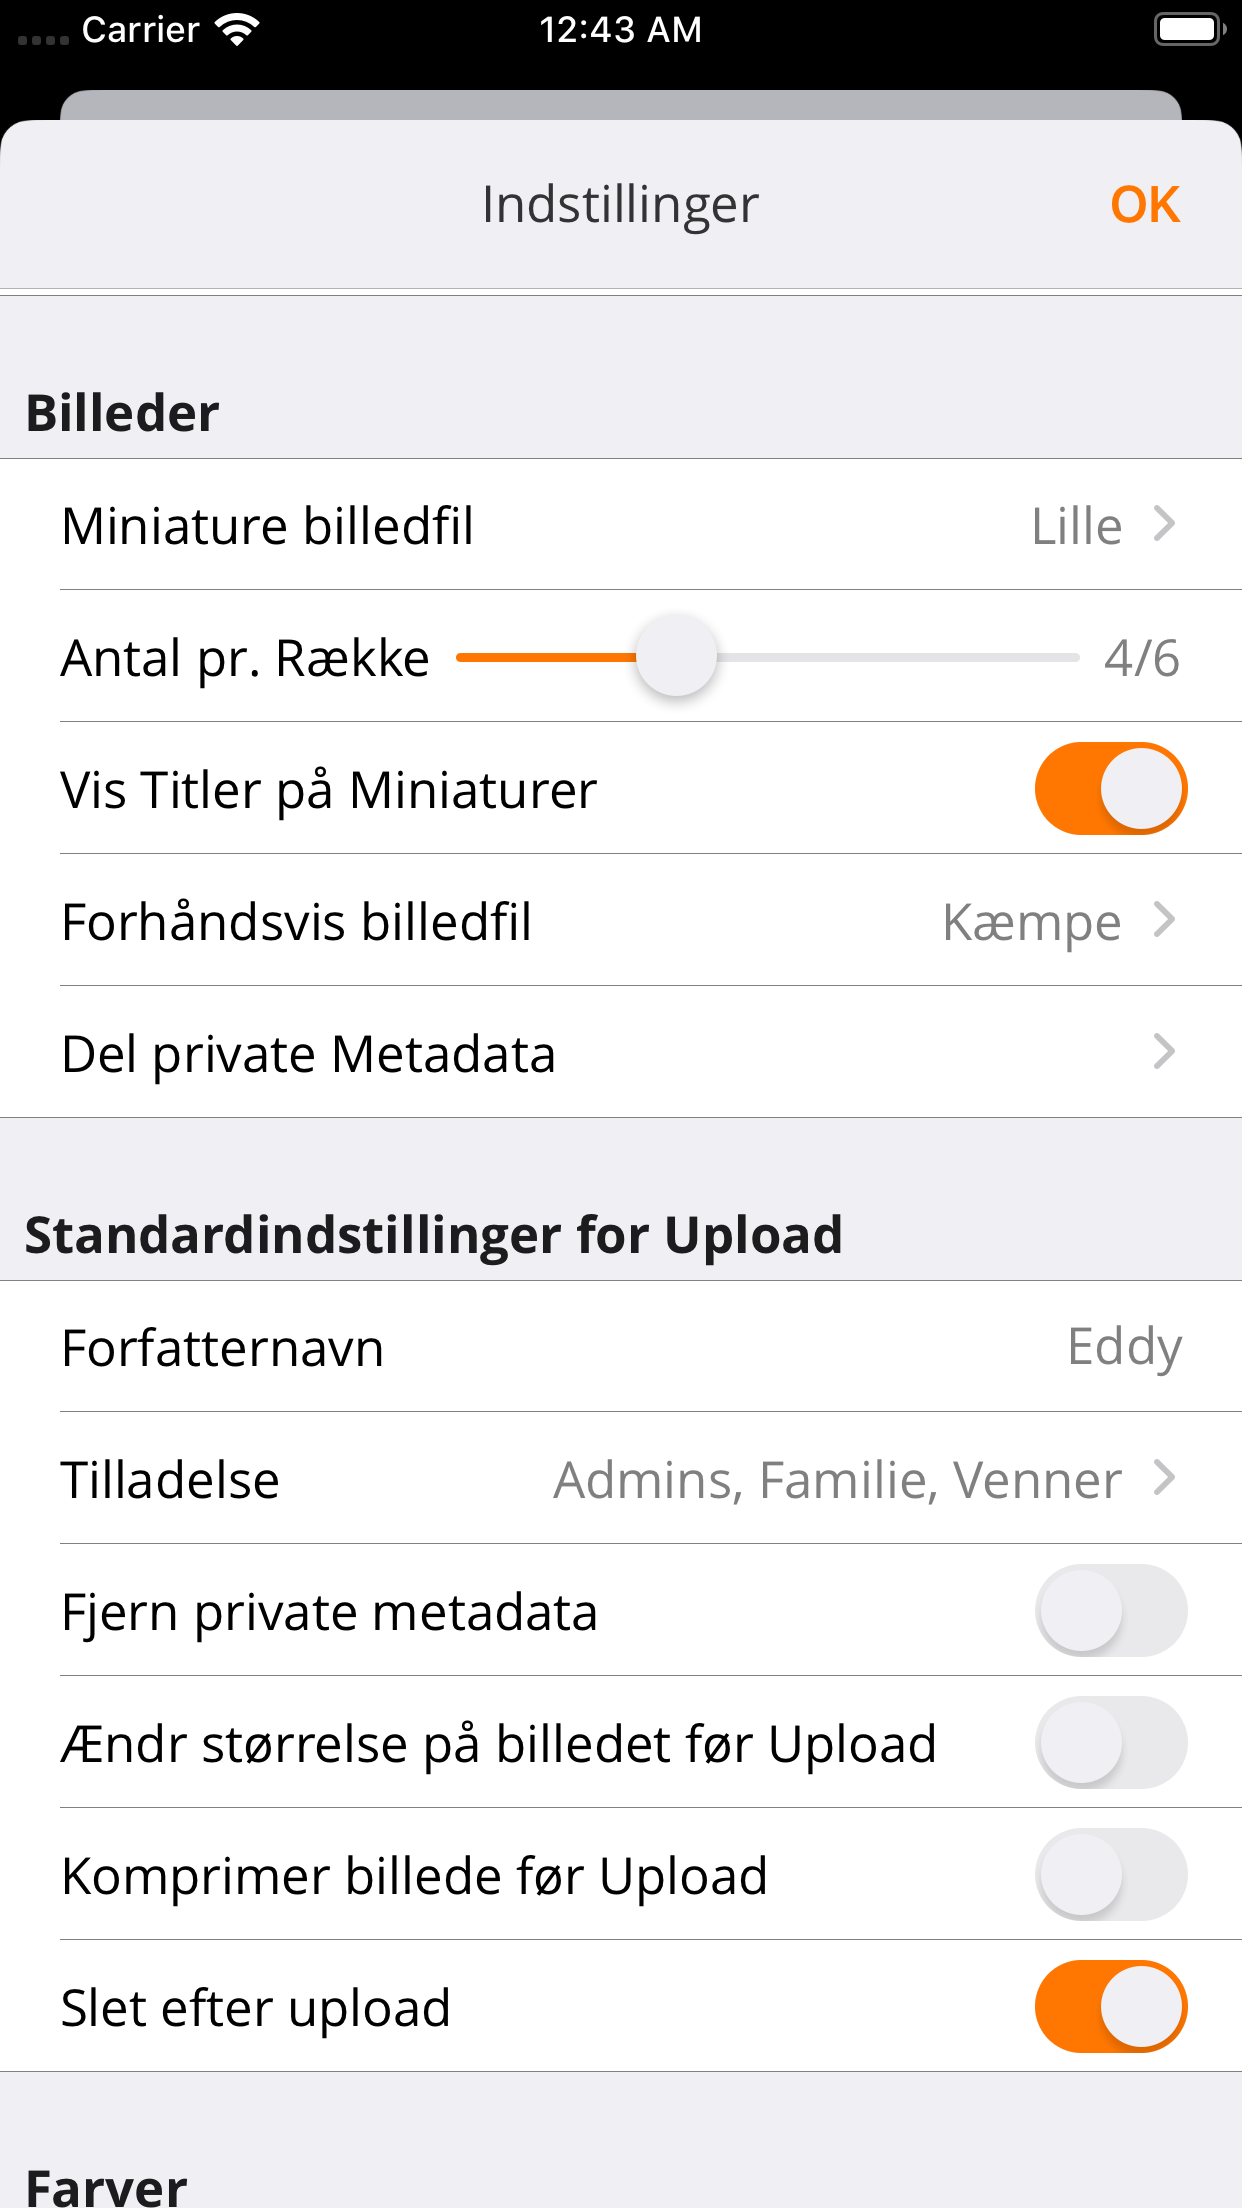 Carrier 12:43 AM
Indstillinger OK
Billeder
Miniature billedfil Lille
Antal pr. Række 4/6
Vis Titler på Miniaturer
Forhåndsvis billedfil Kæmpe
Del private Metadata
Standardindstillinger for Upload
Forfatternavn Eddy
Tilladelse Admins, Familie, Venner
Fjern private metadata
Ændr størrelse på billedet før Upload
Komprimer billede før Upload
Slet efter upload
Farver